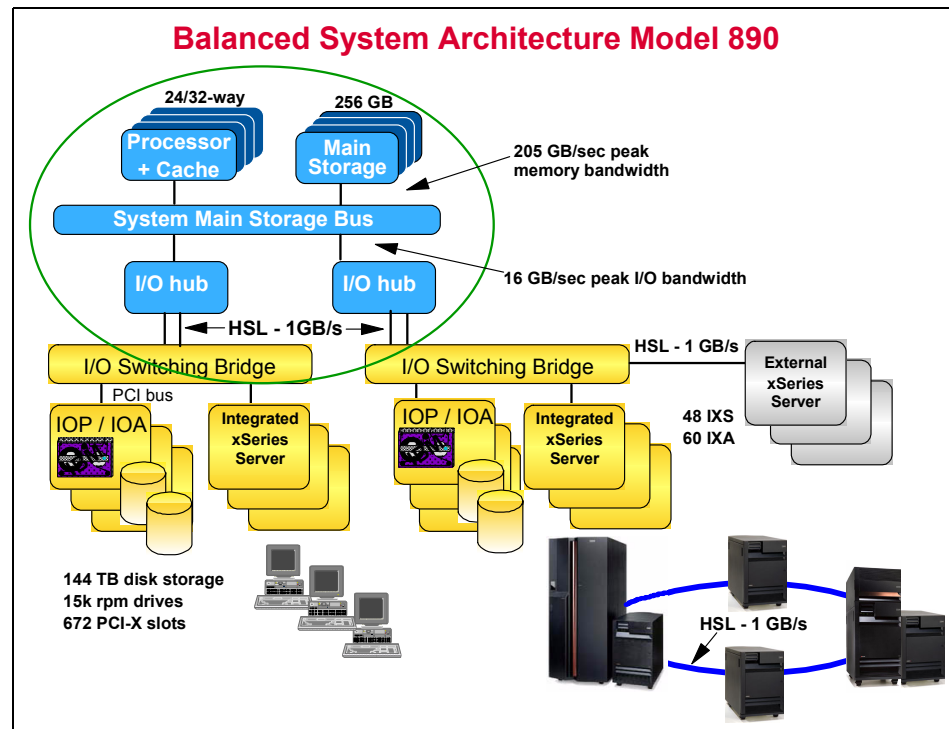 Balanced System Architecture Model 890
24/32-way
256 GB
Processor
+ Cache
Main
Storage
205 GB/sec peak
memory bandwidth
System Main Storage Bus
16 GB/sec peak I/O bandwidth
I/O hub
I/O hub
HSL - 1GB/s
I/O Switching Bridge
I/O Switching Bridge
HSL - 1 GB/s
External
xSeries
Server
PCI bus
IOP / IOA
Integrated
xSeries
Server
IOP / IOA
Integrated
xSeries
Server
48 IXS
60 IXA
144 TB disk storage
15k rpm drives
672 PCI-X slots
HSL - 1 GB/s